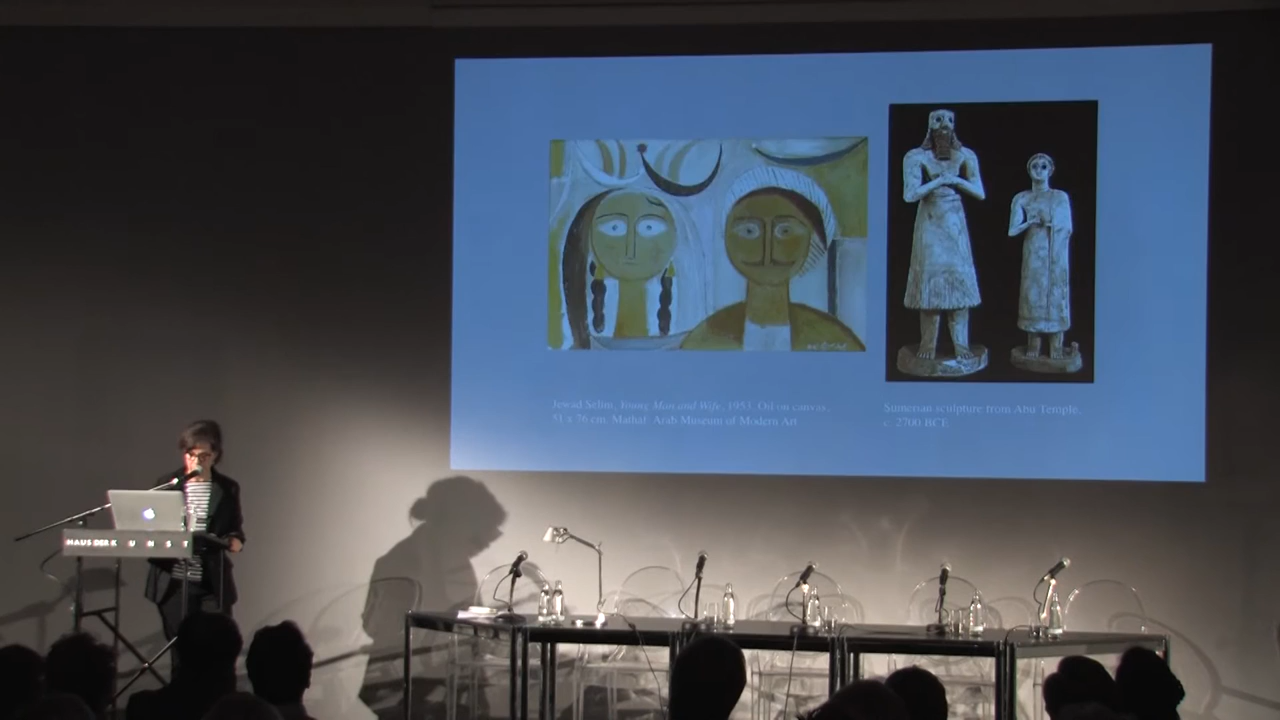 Jewad Selim, Young Man and Wife, 1953. Oil on canvas,
51 x 76 cm. Mathaf: Arab Museum of Modern Art
Sumerian sculpture from Abu Temple,
c. 2700 BCE
HAUS DER KUNST